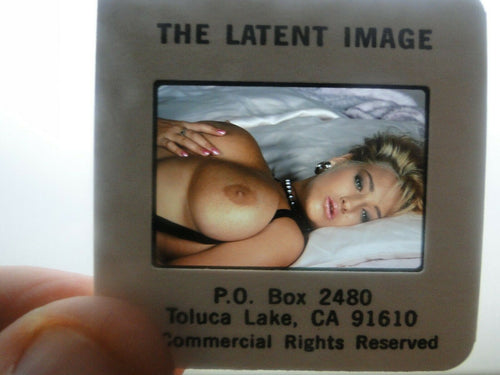 THE LATENT IMAGE
P.O. Box 2480
Toluca Lake, CA 91610
Commercial Rights Reserved